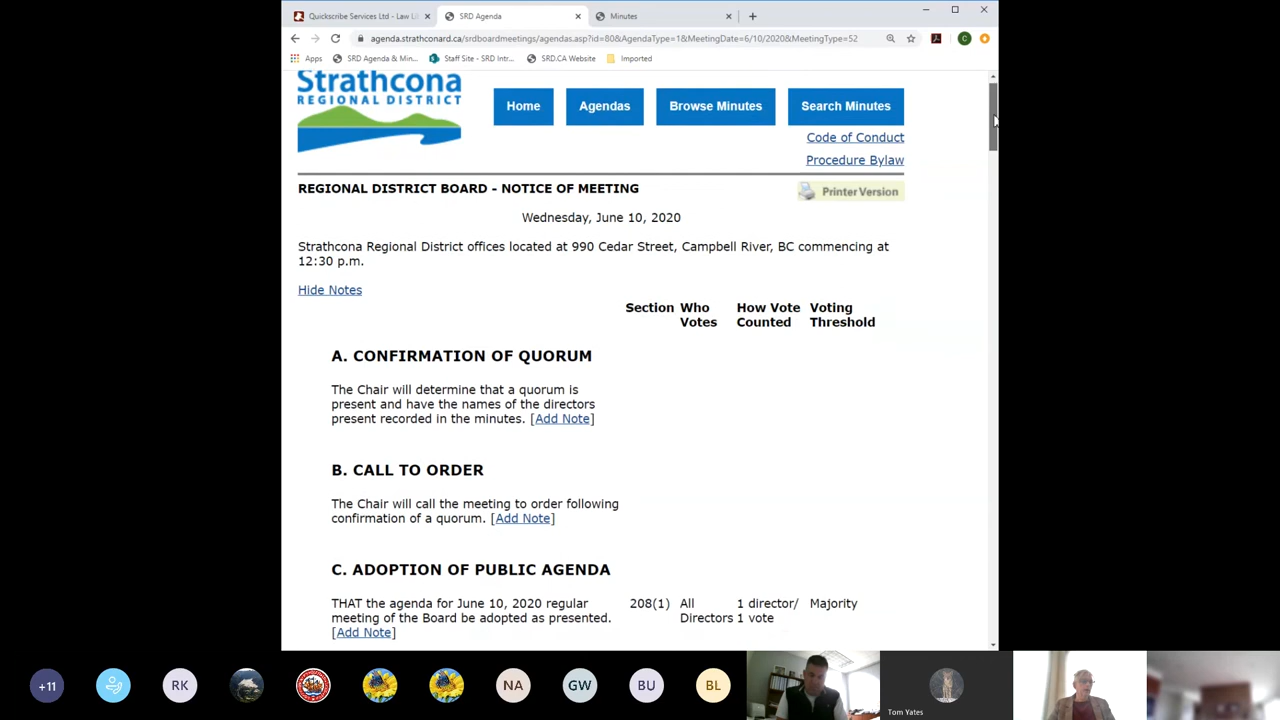 Quickscribe Services Ltd - Law Li
SRD Agenda
Minutes
agenda.strathconard.ca/srdboardmeetings/agendas.asp?id=80&AgendaType=1&MeetingDate=6/10/2020&MeetingType=52
Apps
SRD Agenda & Min...
Staff Site - SRD Intr...
SRD.CA Website
Imported
Strathcona
REGIONAL DISTRICT
Home
Agendas
Browse Minutes
Search Minutes
Code of Conduct
Procedure Bylaw
REGIONAL DISTRICT BOARD - NOTICE OF MEETING
Printer Version
Wednesday, June 10, 2020
Strathcona Regional District offices located at 990 Cedar Street, Campbell River, BC commencing at
12:30 p.m.
Hide Notes
Section Who How Vote Voting
Votes Counted Threshold
A. CONFIRMATION OF QUORUM
The Chair will determine that a quorum is
present and have the names of the directors
present recorded in the minutes. [Add Note]
B. CALL TO ORDER
The Chair will call the meeting to order following
confirmation of a quorum. [Add Note]
C. ADOPTION OF PUBLIC AGENDA
THAT the agenda for June 10, 2020 regular 208(1) All 1 director/ Majority
meeting of the Board be adopted as presented. Directors 1 vote
[Add Note]
+11
RK
NA
GW
BU
BL
Tom Yates